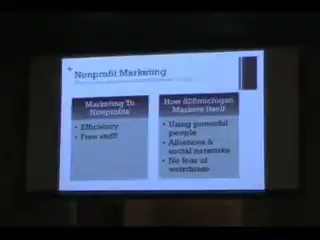 Nonprofit Marketing
Marketing To
Nonprofits
• Efficiency
• Free stuff!
How 826michigan
Markets Itself
• Using powerful
people
• Alliances &
social networks
• No fear of
weirdness